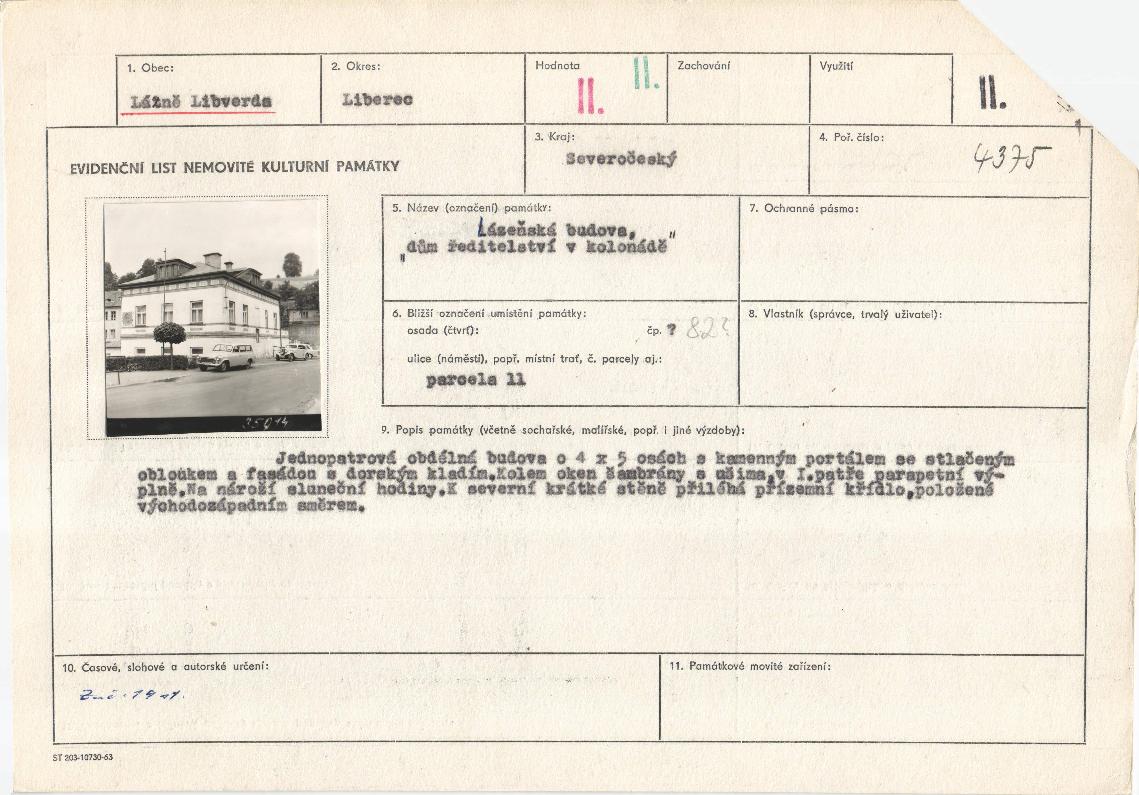 1. Obec:
Lázně Libverda
2. Okres:
Liberec
Hodnota
II.
II.
Zachování
Využití
II.
EVIDENČNÍ LIST NEMOVITÉ KULTURNÍ PAMÁTKY
3. Kraj:
Severočeský
4. Poř. číslo:
4375
5. Název (označení) památky:
Lázeňská budova,
„dům ředitelství v kolonádě"
7. Ochranné pásmo:
6. Bližší označení umístění památky:
osada (čtvrť): čp. ? 82?
ulice (náměstí), popř. místní trať, č. parcely aj.:
parcela 11
8. Vlastník (správce, trvalý uživatel):
35014
9. Popis památky (včetně sochařské, malířské, popř. i jiné výzdoby):
Jednopatrová obdélná budova o 4 x 5 osách s kamenným portálem se stlačeným
obloukem a fasádou s dorským kladím.Kolem oken šambrány s ušima,v I.patře parapetní vý-
plně.Na nároží sluneční hodiny.K severní krátké stěně přiléhá přízemní křídlo,položené
východozápadním směrem.
10. Časové, slohové a autorské určení:
11. Památkové movité zařízení:
ST 203-10730-63